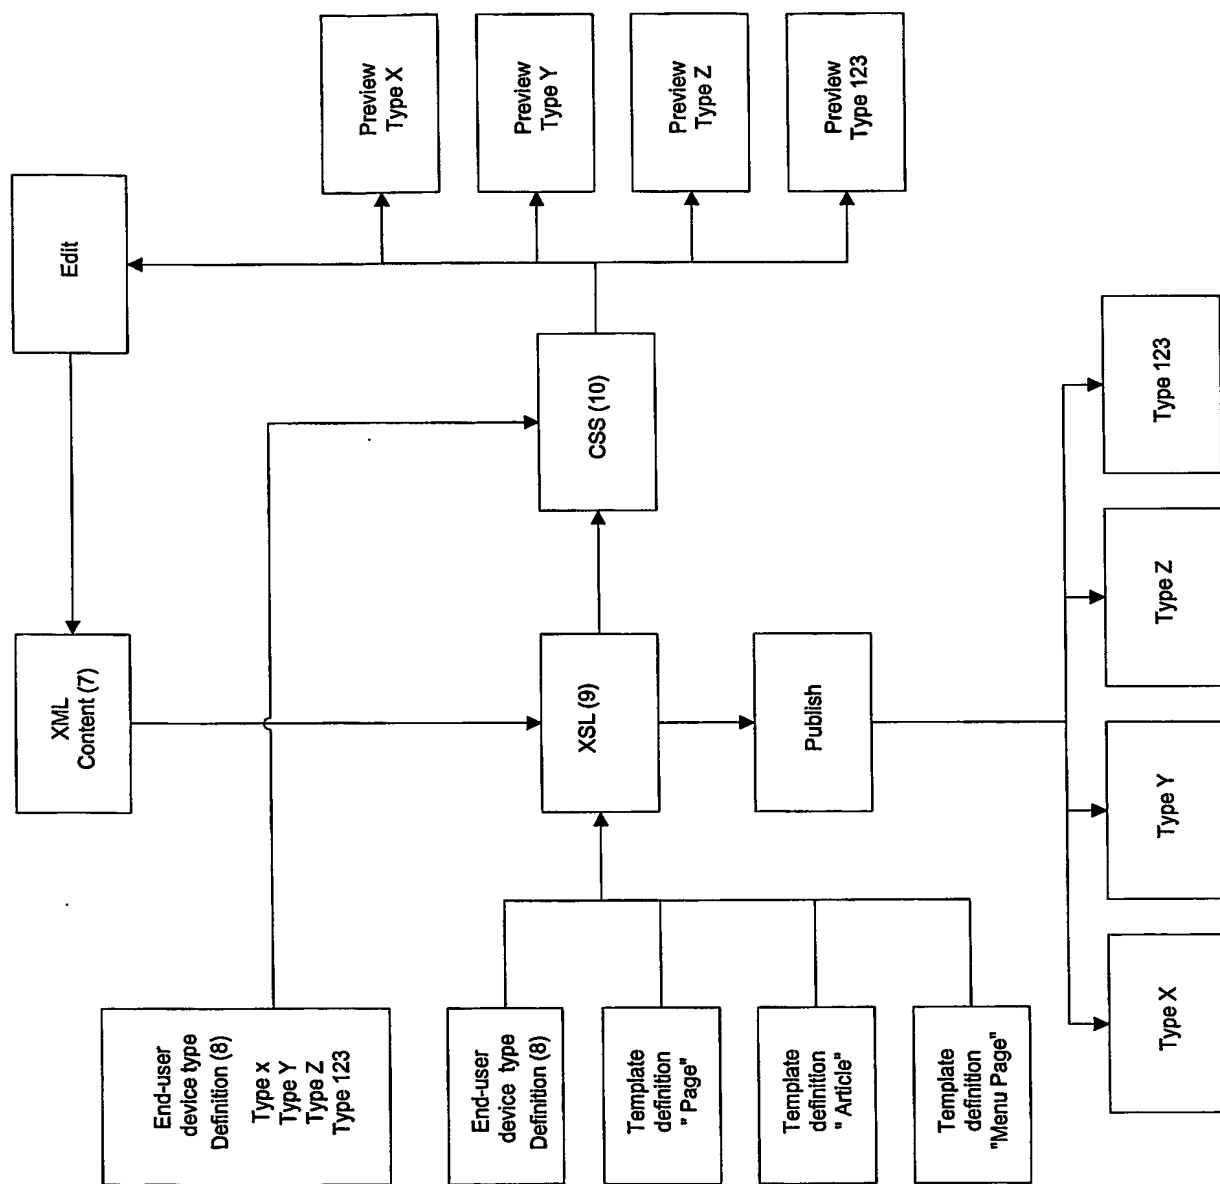 End-user
device type
Definition (8)
Type x
Type Y
Type Z
Type 123
End-user
device type
Definition (8)
Template
definition
" Page"
Template
definition
" Article"
Template
definition
"Menu Page"
XML
Content (7)
XSL (9)
Publish
Edit
CSS (10)
Preview
Type X
Preview
Type Y
Preview
Type Z
Preview
Type 123
Type X
Type Y
Type Z
Type 123